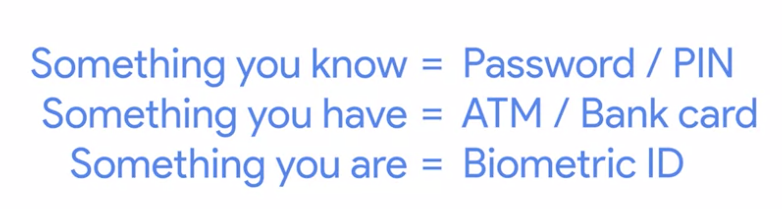 Something you know = Password / PIN
Something you have = ATM / Bank card
Something you are = Biometric ID